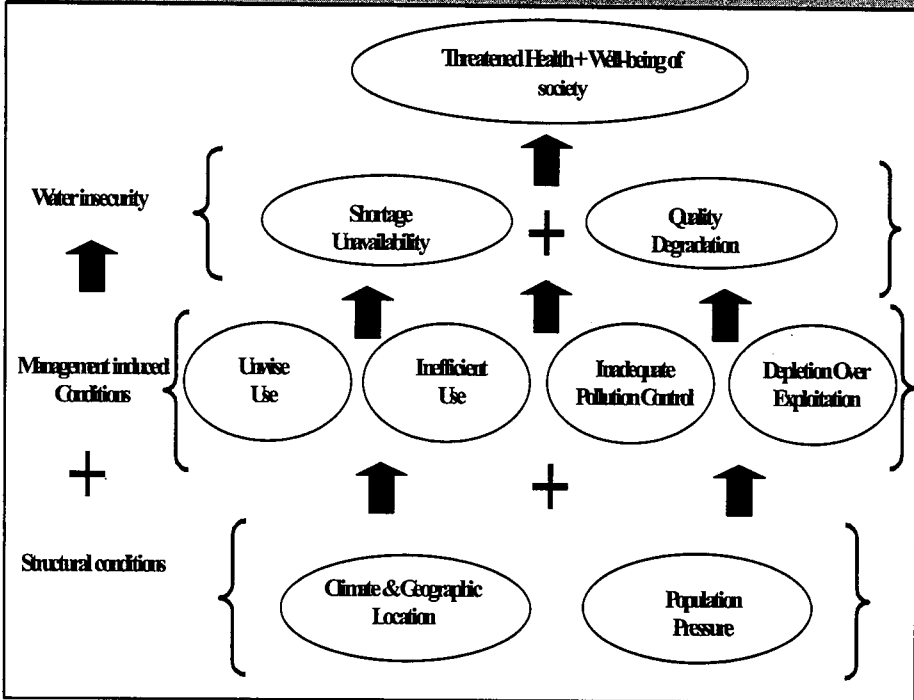 Threatened Health + Well-being of
society
Water insecurity
Shortage
Unavailability
+
Quality
Degradation
Management induced
Conditions
Unwise
Use
Inefficient
Use
Inadequate
Pollution Control
Depletion Over
Exploitation
+
+
Structural conditions
Climate & Geographic
Location
Population
Pressure